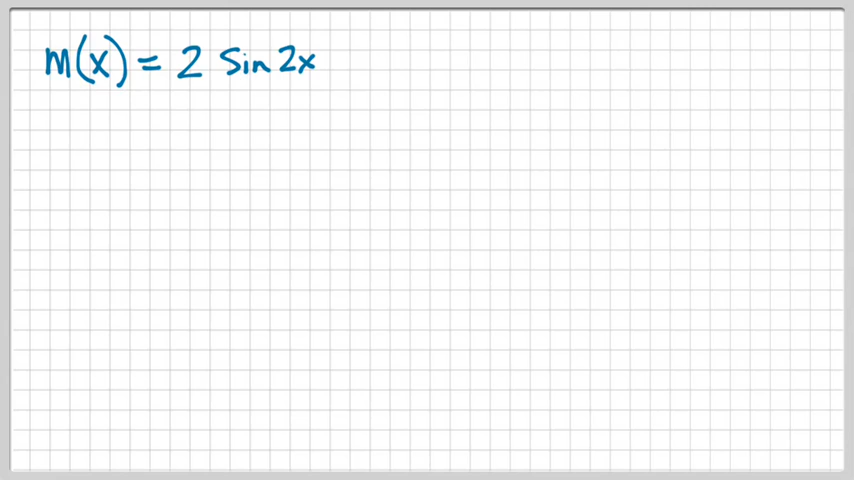 m(x) = 2 sin 2x